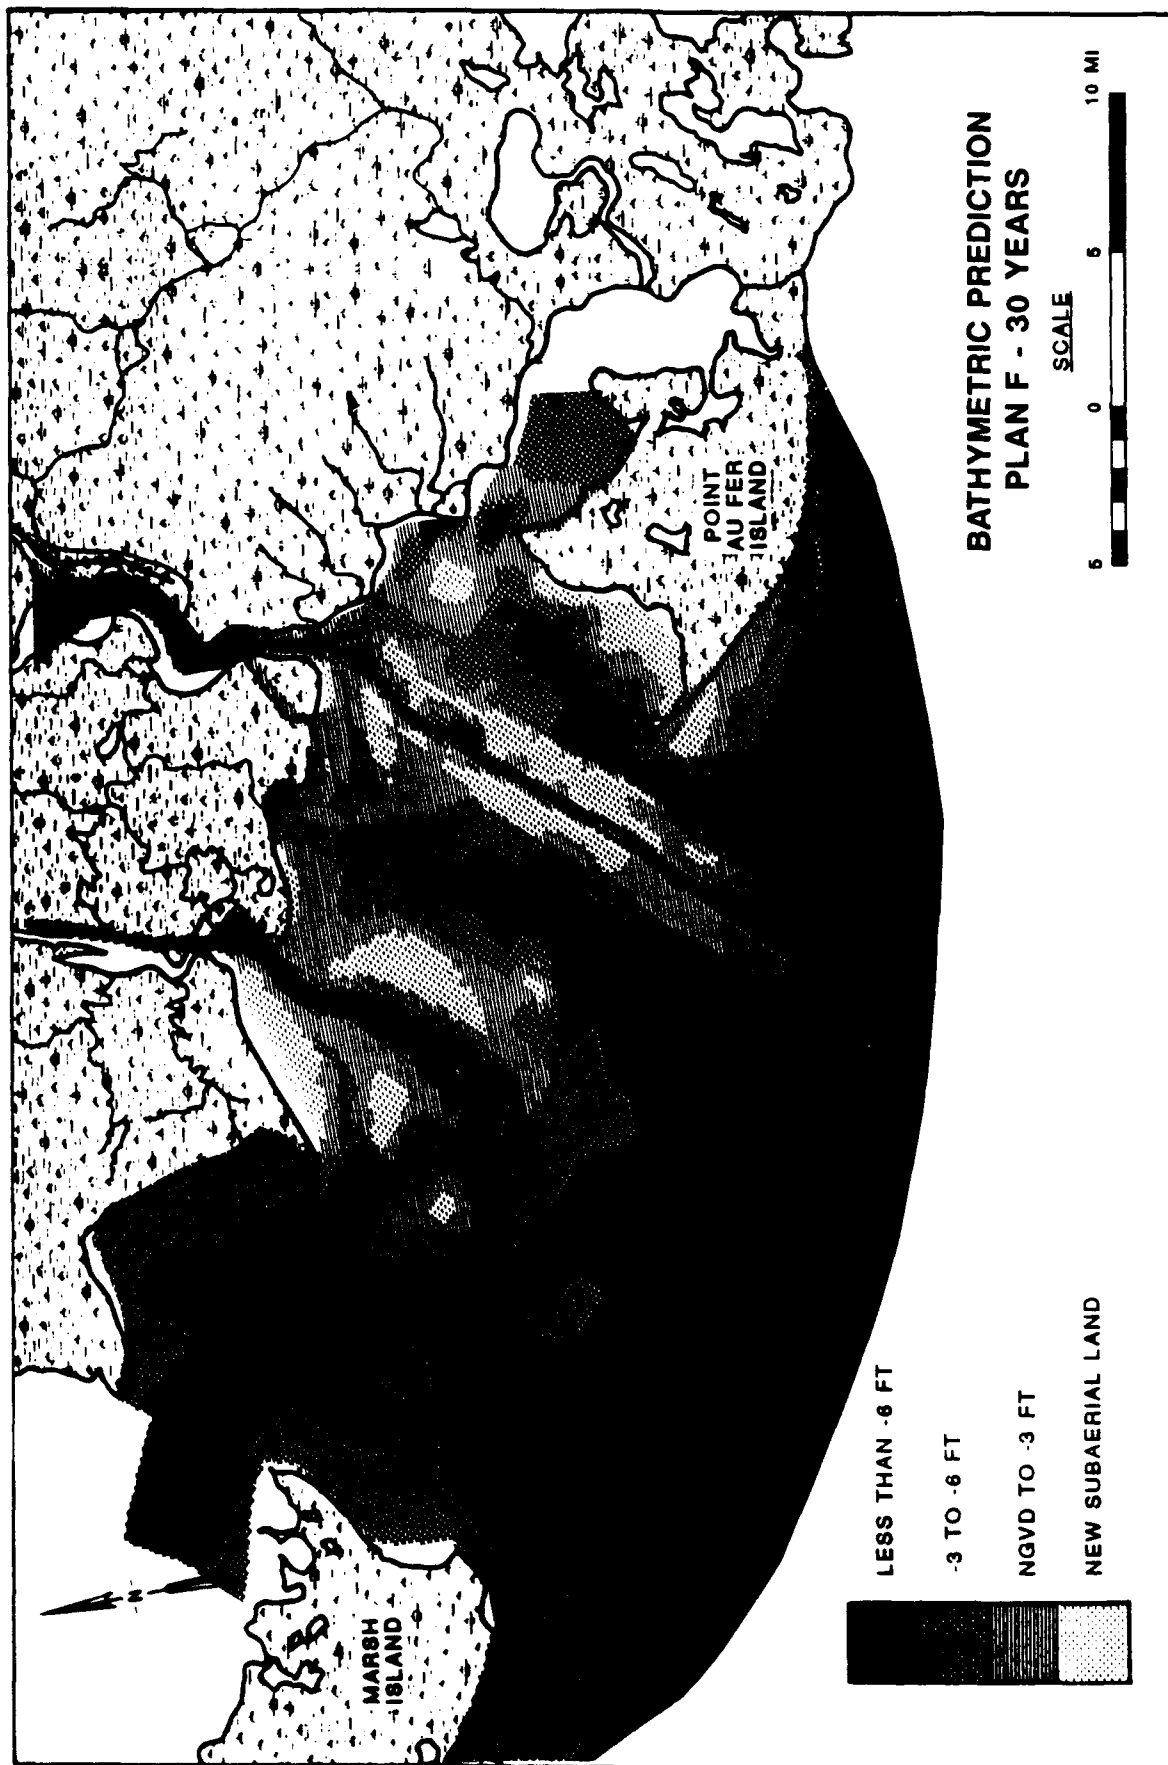 MARSH
ISLAND
POINT
AU FER
ISLAND
N
LESS THAN -6 FT
-3 TO -6 FT
NGVD TO -3 FT
NEW SUBAERIAL LAND
BATHYMETRIC PREDICTION
PLAN F - 30 YEARS
SCALE
5 0 5 10 MI